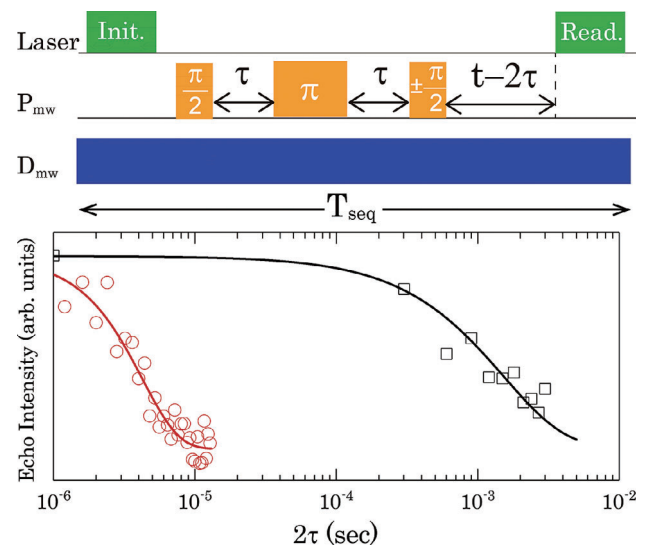 Laser Init. Read.
P_mw π/2 τ π τ ±π/2 t−2τ
D_mw
T_seq
Echo Intensity (arb. units)
10^-6 10^-5 10^-4 10^-3 10^-2
2τ (sec)